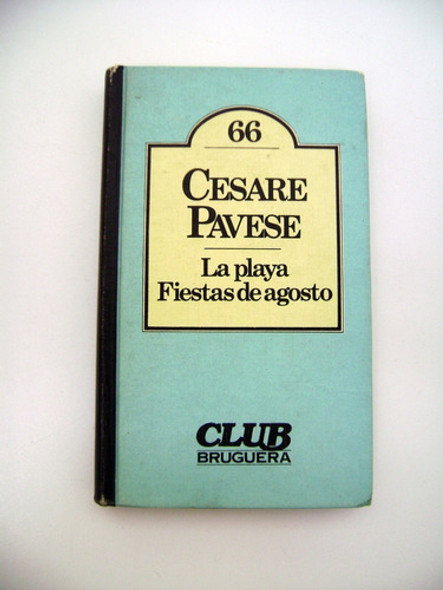 66
CESARE
PAVESE
La playa
Fiestas de agosto
CLUB
BRUGUERA